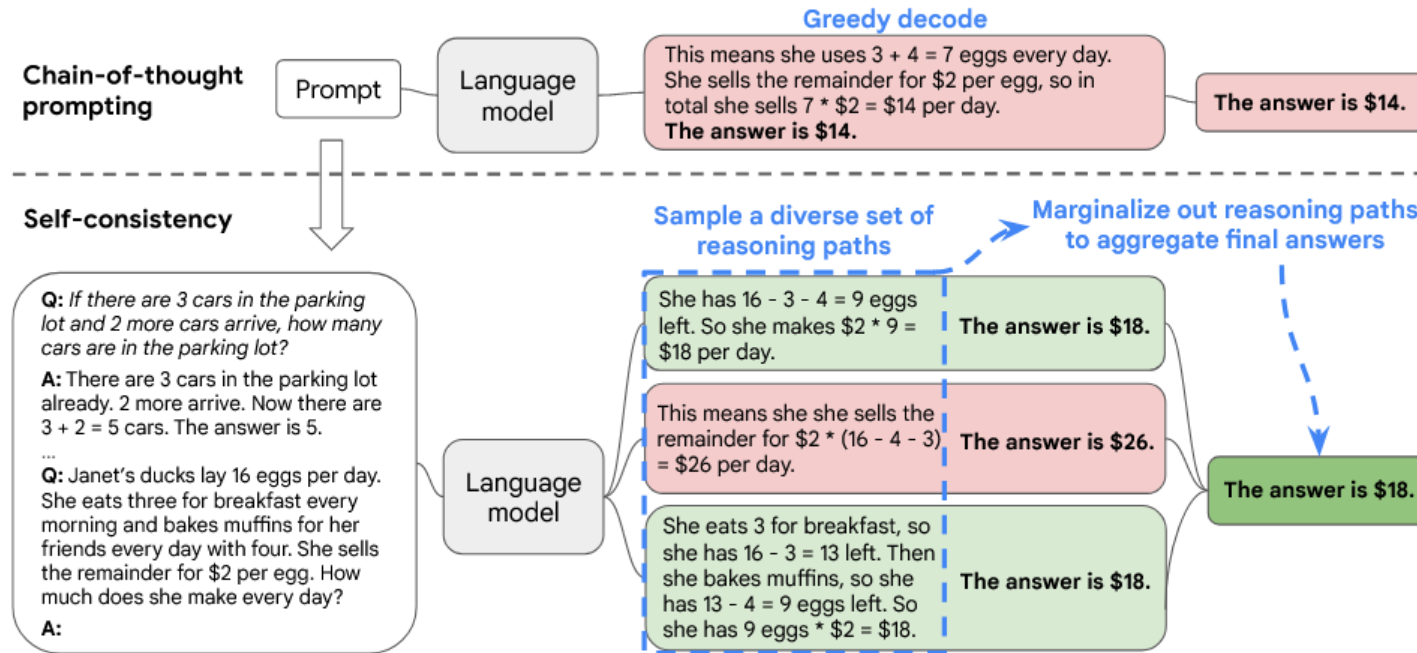 Greedy decode
Chain-of-thought
prompting
Prompt
Language
model
This means she uses 3 + 4 = 7 eggs every day.
She sells the remainder for $2 per egg, so in
total she sells 7 * $2 = $14 per day.
The answer is $14.
The answer is $14.
Self-consistency
Sample a diverse set of
reasoning paths
Marginalize out reasoning paths
to aggregate final answers
Q: If there are 3 cars in the parking
lot and 2 more cars arrive, how many
cars are in the parking lot?
A: There are 3 cars in the parking lot
already. 2 more arrive. Now there are
3 + 2 = 5 cars. The answer is 5.
...
Q: Janet's ducks lay 16 eggs per day.
She eats three for breakfast every
morning and bakes muffins for her
friends every day with four. She sells
the remainder for $2 per egg. How
much does she make every day?
A:
Language
model
She has 16 - 3 - 4 = 9 eggs
left. So she makes $2 * 9 =
$18 per day.
The answer is $18.
This means she she sells the
remainder for $2 * (16 - 4 - 3)
= $26 per day.
The answer is $26.
She eats 3 for breakfast, so
she has 16 - 3 = 13 left. Then
she bakes muffins, so she
has 13 - 4 = 9 eggs left. So
she has 9 eggs * $2 = $18.
The answer is $18.
The answer is $18.